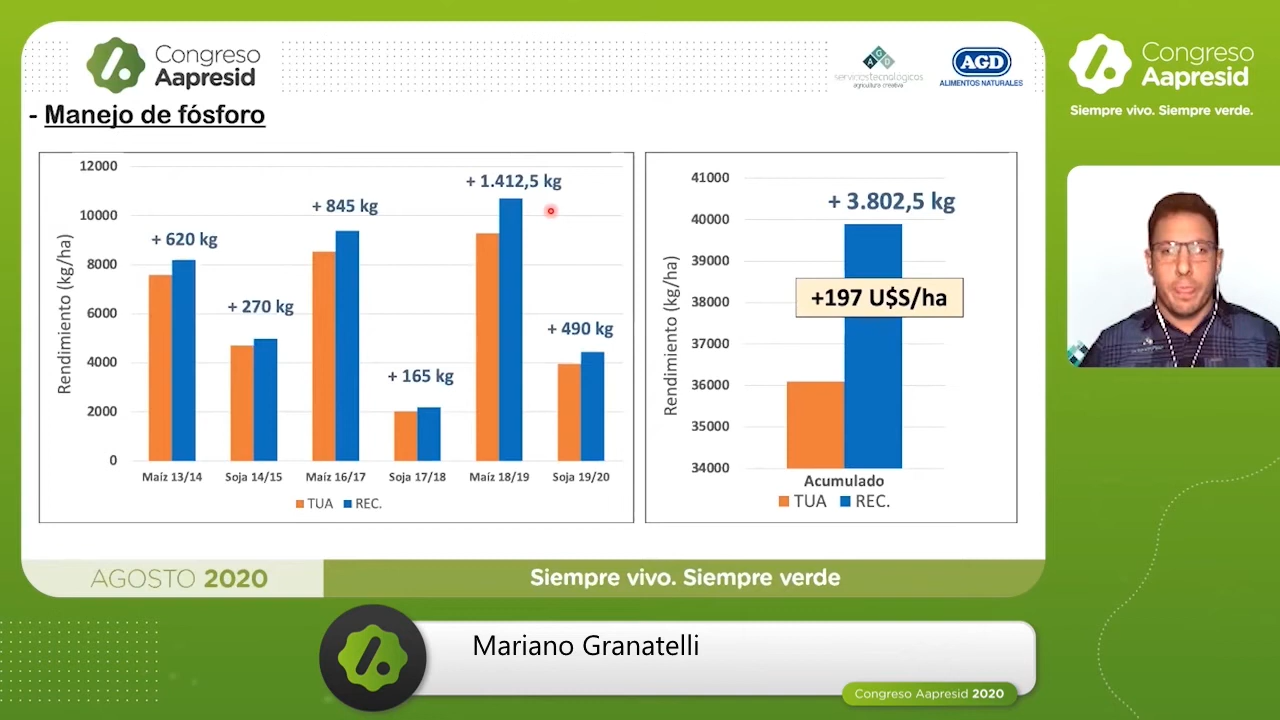 Congreso
Aapresid
AGD
serviciostecnológicos
agricultura creativa
AGD
ALIMENTOS NATURALES
Congreso
Aapresid
Siempre vivo. Siempre verde.
- Manejo de fósforo
Rendimiento (kg/ha)
12000
10000
8000
6000
4000
2000
0
+ 620 kg
+ 270 kg
+ 845 kg
+ 165 kg
+ 1.412,5 kg
+ 490 kg
Maíz 13/14
Soja 14/15
Maíz 16/17
Soja 17/18
Maíz 18/19
Soja 19/20
TUA
REC.
Rendimiento (kg/ha)
41000
40000
39000
38000
37000
36000
35000
34000
+ 3.802,5 kg
+197 U$S/ha
Acumulado
TUA
REC.
AGOSTO 2020
Siempre vivo. Siempre verde
Mariano Granatelli
Congreso Aapresid 2020